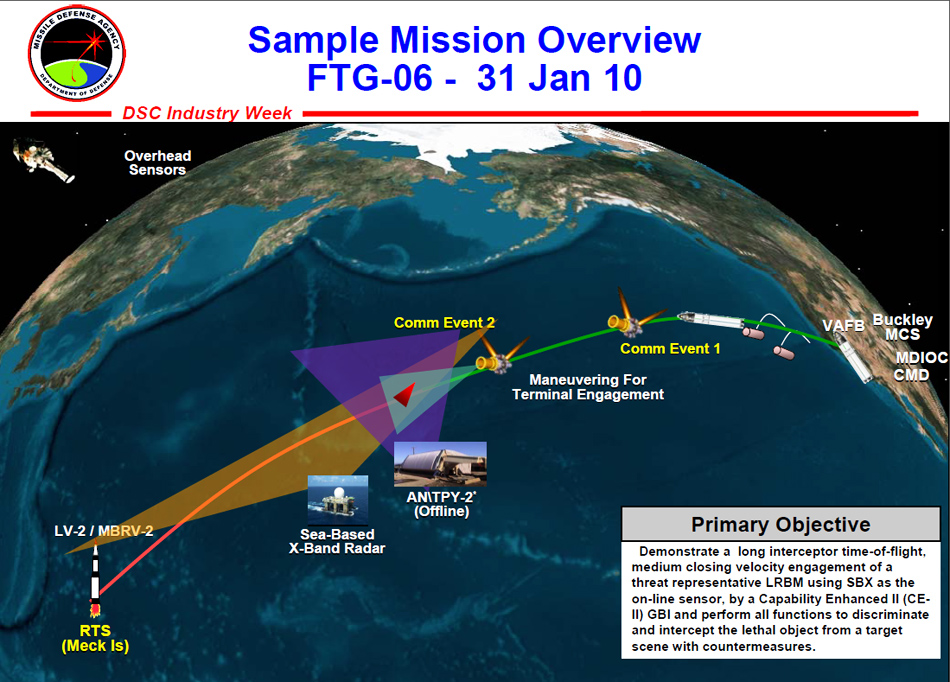 MISSILE DEFENSE AGENCY
DEPARTMENT OF DEFENSE
Sample Mission Overview
FTG-06 - 31 Jan 10
DSC Industry Week
Overhead
Sensors
Comm Event 2
Comm Event 1
VAFB
Buckley
MCS
MDIOC
CMD
Maneuvering For
Terminal Engagement
AN\TPY-2*
(Offline)
Sea-Based
X-Band Radar
LV-2 / MBRV-2
RTS
(Meck Is)
Primary Objective
Demonstrate a long interceptor time-of-flight,
medium closing velocity engagement of a
threat representative LRBM using SBX as the
on-line sensor, by a Capability Enhanced II (CE-
II) GBI and perform all functions to discriminate
and intercept the lethal object from a target
scene with countermeasures.